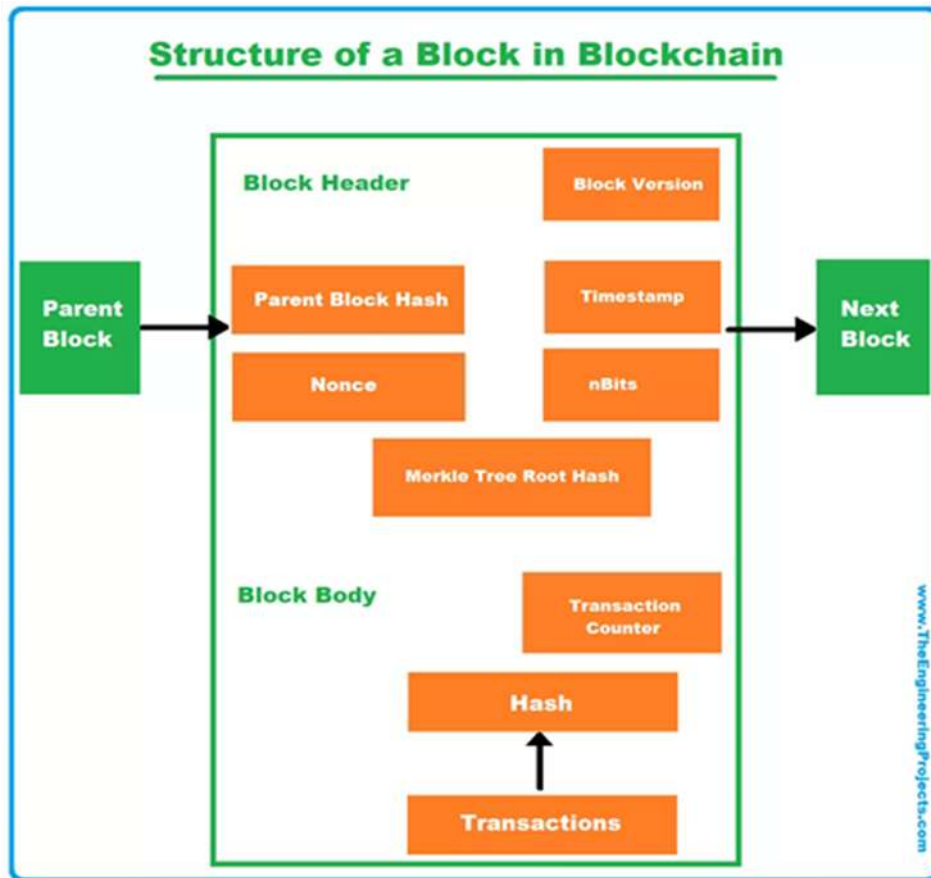 Structure of a Block in Blockchain
Block Header
Block Version
Parent
Block
Parent Block Hash
Timestamp
Next
Block
Nonce
nBits
Merkle Tree Root Hash
Block Body
Transaction
Counter
Hash
Transactions
www.TheEngineeringProjects.com